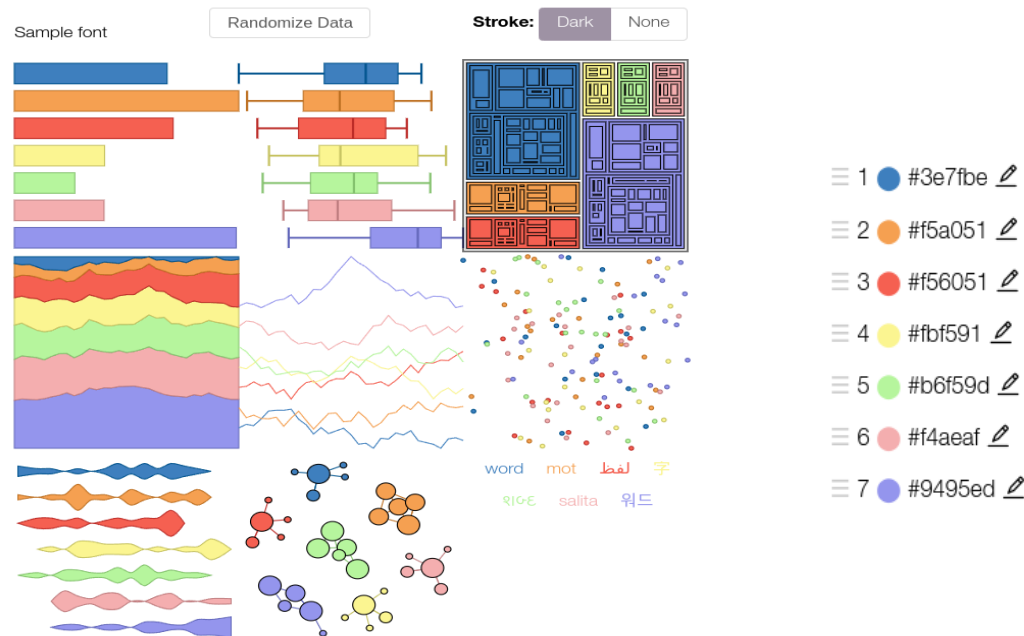 Sample font
Randomize Data
Stroke: Dark None
word mot لفظ 字
શબ્દ salita 워드
1 #3e7fbe
2 #f5a051
3 #f56051
4 #fbf591
5 #b6f59d
6 #f4aeaf
7 #9495ed